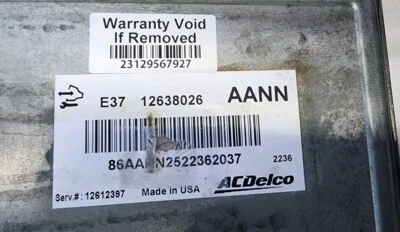 Warranty Void
If Removed
23129567927
E37 12638026 AANN
2236
Serv.#: 12612397 Made in USA ACDelco